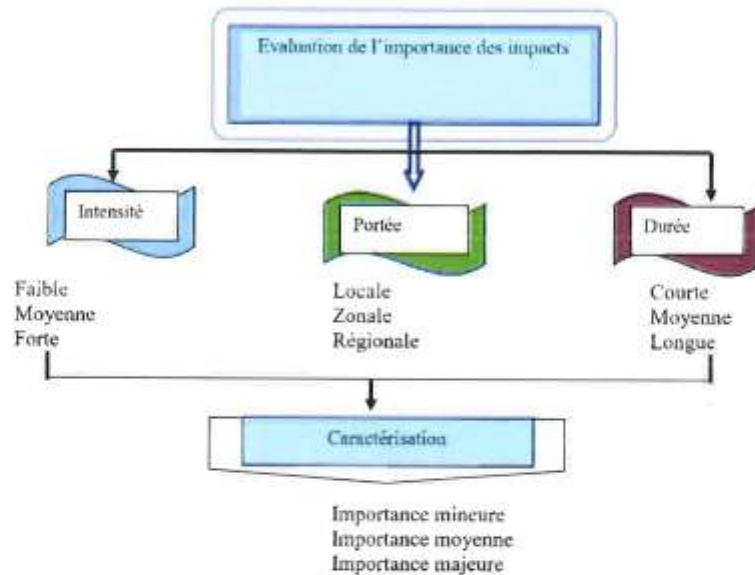 Evaluation de l'importance des impacts
Intensité
Portée
Durée
Faible
Moyenne
Forte
Locale
Zonale
Régionale
Courte
Moyenne
Longue
Caractérisation
Importance mineure
Importance moyenne
Importance majeure